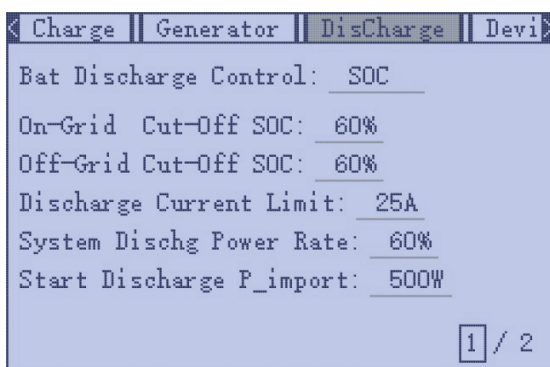 Charge Generator DisCharge Devi
Bat Discharge Control: SOC
On-Grid Cut-Off SOC: 60%
Off-Grid Cut-Off SOC: 60%
Discharge Current Limit: 25A
System Dischg Power Rate: 60%
Start Discharge P_import: 500W
1 / 2